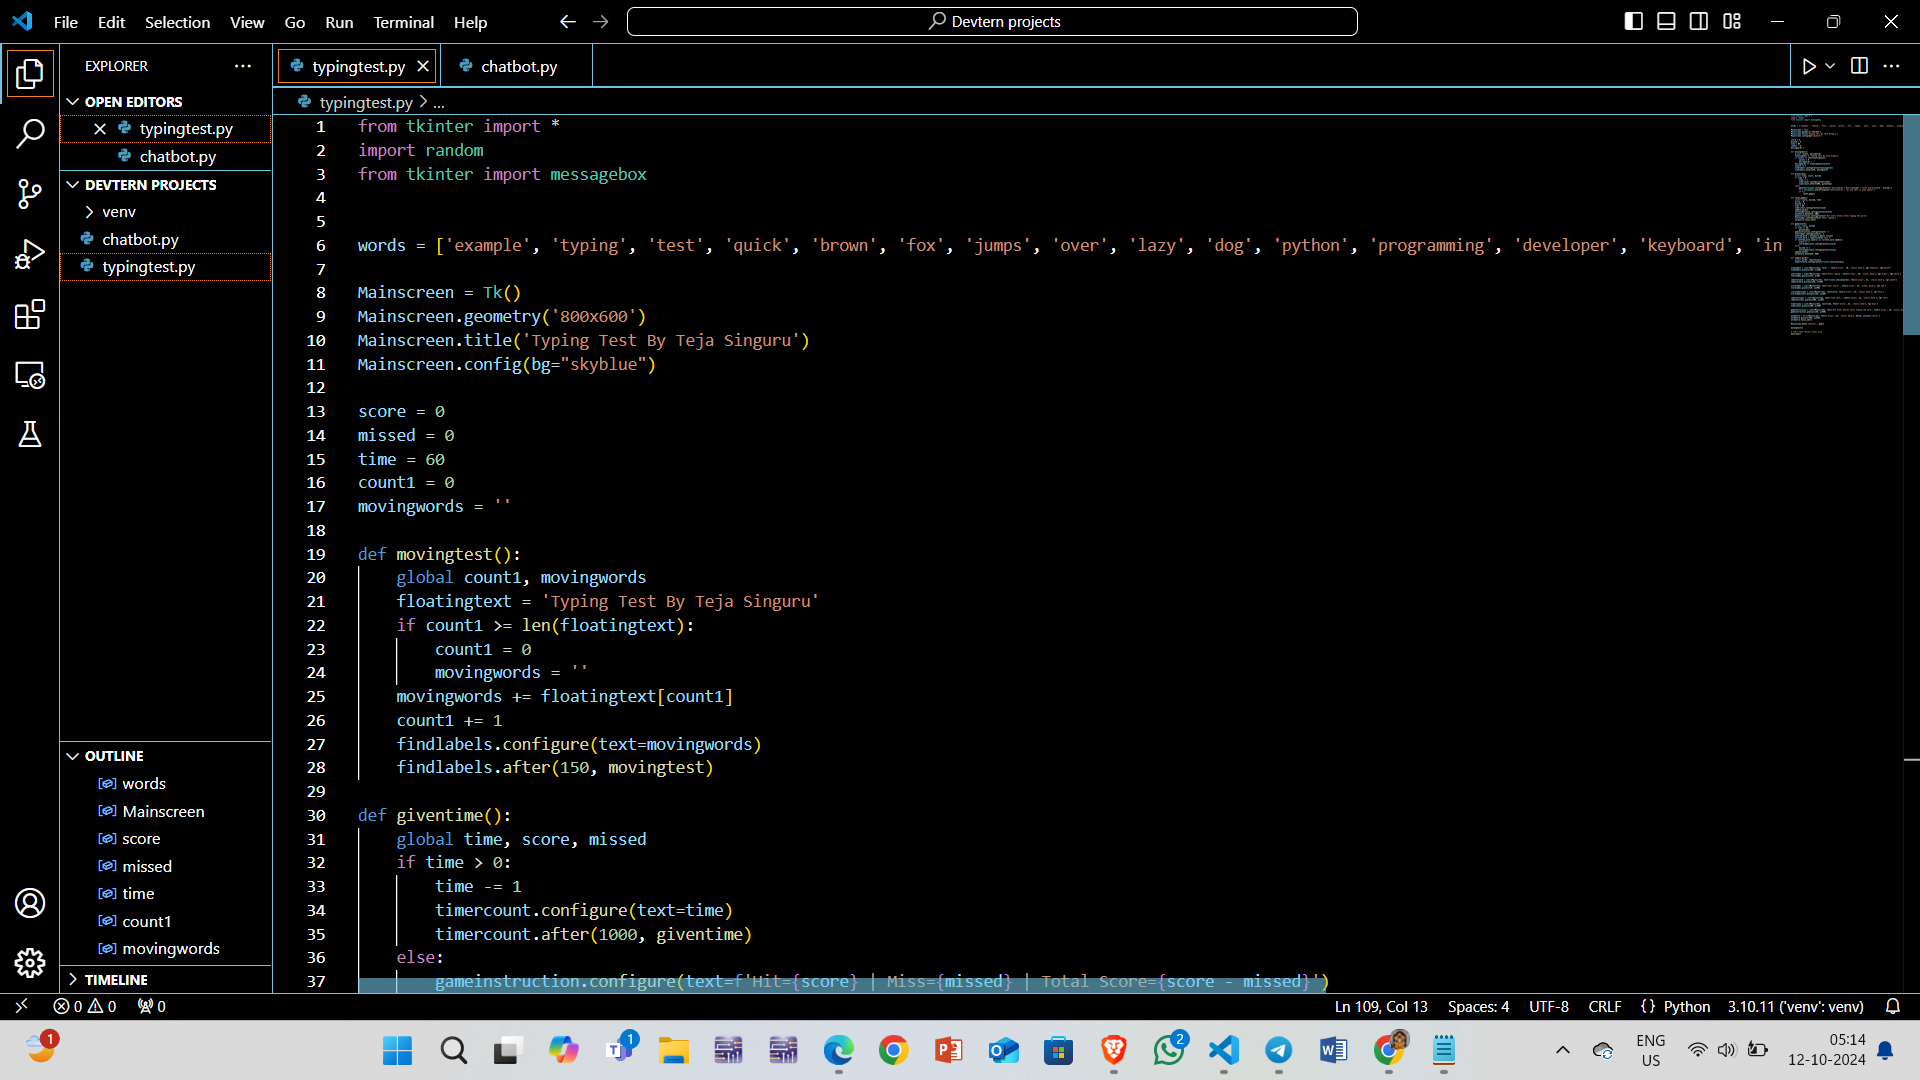 File Edit Selection View Go Run Terminal Help
Devtern projects
EXPLORER
typingtest.py
chatbot.py
OPEN EDITORS
typingtest.py
chatbot.py
DEVTERN PROJECTS
venv
chatbot.py
typingtest.py
OUTLINE
words
Mainscreen
score
missed
time
count1
movingwords
TIMELINE
typingtest.py > ...
1 from tkinter import *
2 import random
3 from tkinter import messagebox
4
5
6 words = ['example', 'typing', 'test', 'quick', 'brown', 'fox', 'jumps', 'over', 'lazy', 'dog', 'python', 'programming', 'developer', 'keyboard', 'in
7
8 Mainscreen = Tk()
9 Mainscreen.geometry('800x600')
10 Mainscreen.title('Typing Test By Teja Singuru')
11 Mainscreen.config(bg="skyblue")
12
13 score = 0
14 missed = 0
15 time = 60
16 count1 = 0
17 movingwords = ''
18
19 def movingtest():
20 global count1, movingwords
21 floatingtext = 'Typing Test By Teja Singuru'
22 if count1 >= len(floatingtext):
23 count1 = 0
24 movingwords = ''
25 movingwords += floatingtext[count1]
26 count1 += 1
27 findlabels.configure(text=movingwords)
28 findlabels.after(150, movingtest)
29
30 def giventime():
31 global time, score, missed
32 if time > 0:
33 time -= 1
34 timercount.configure(text=time)
35 timercount.after(1000, giventime)
36 else:
37 gameinstruction.configure(text=f'Hit={score} | Miss={missed} | Total Score={score - missed}')
0 0 0
Ln 109, Col 13 Spaces: 4 UTF-8 CRLF {} Python 3.10.11 ('venv': venv)
1
1
2
ENG
US
05:14
12-10-2024